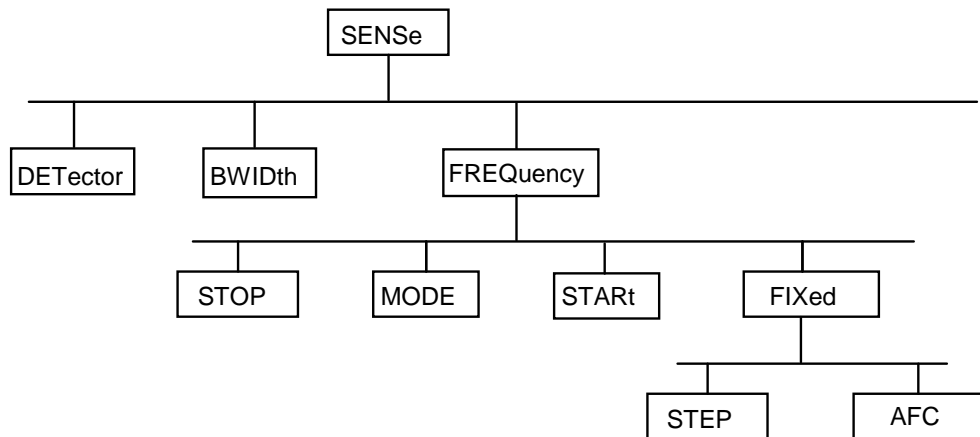 SENSe
DETector
BWIDth
FREQuency
STOP
MODE
STARt
FIXed
STEP
AFC